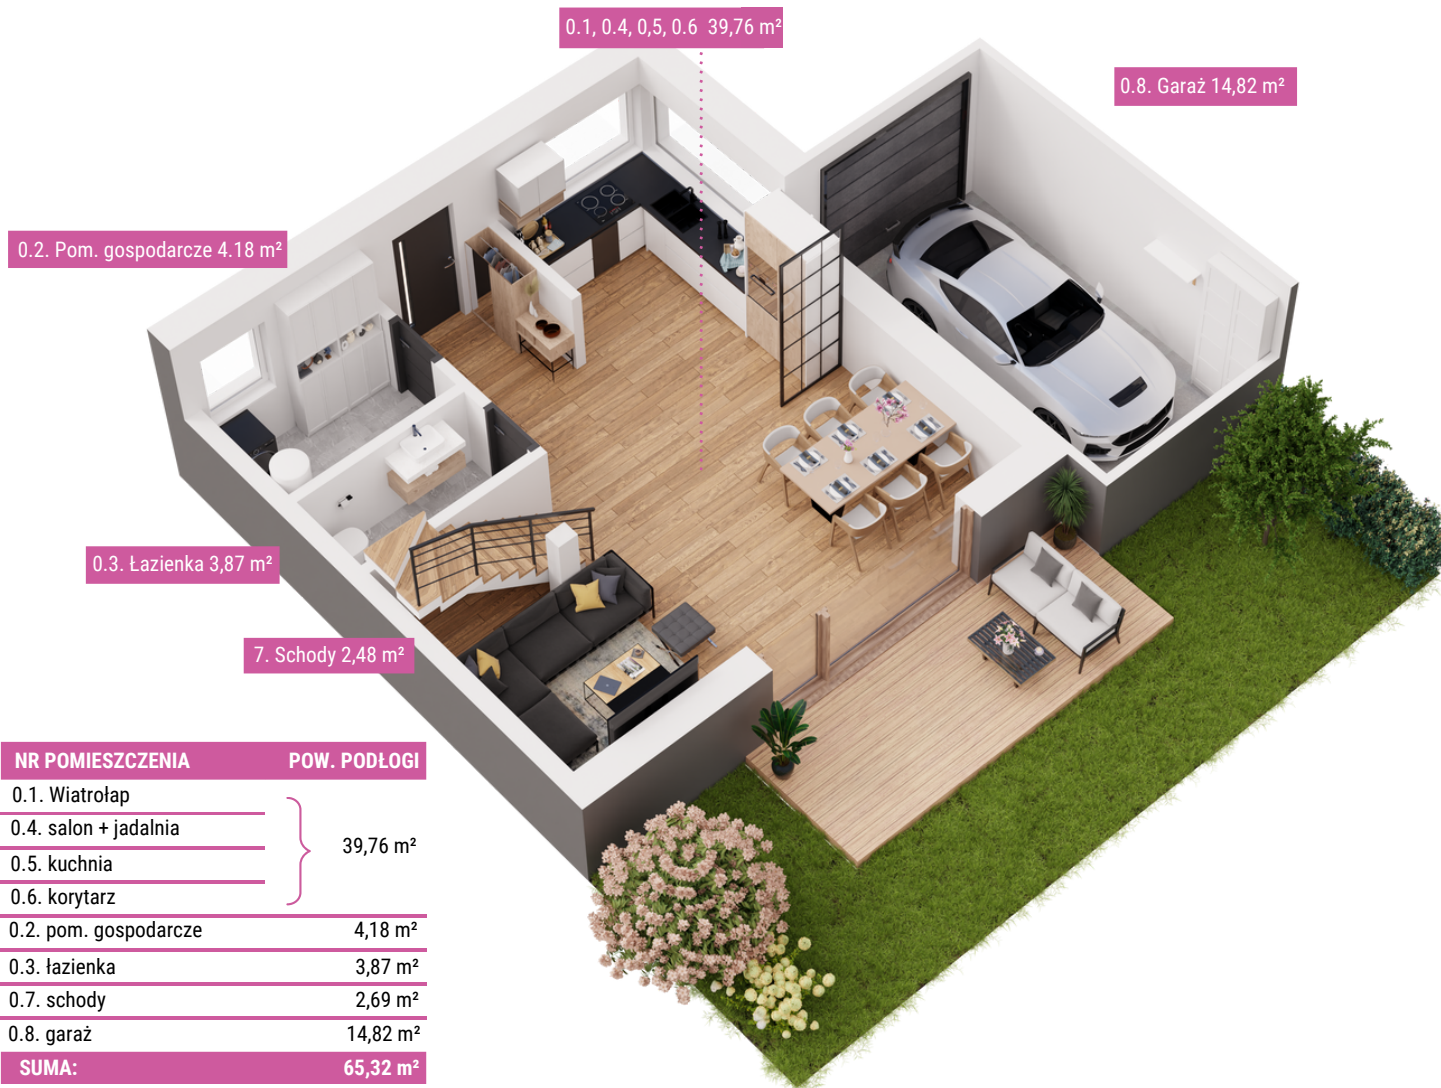 0.1, 0.4, 0,5, 0.6 39,76 m²
0.8. Garaż 14,82 m²
0.2. Pom. gospodarcze 4.18 m²
0.3. Łazienka 3,87 m²
7. Schody 2,48 m²
NR POMIESZCZENIA POW. PODŁOGI
0.1. Wiatrołap
0.4. salon + jadalnia
39,76 m²
0.5. kuchnia
0.6. korytarz
0.2. pom. gospodarcze 4,18 m²
0.3. łazienka 3,87 m²
0.7. schody 2,69 m²
0.8. garaż 14,82 m²
SUMA: 65,32 m²